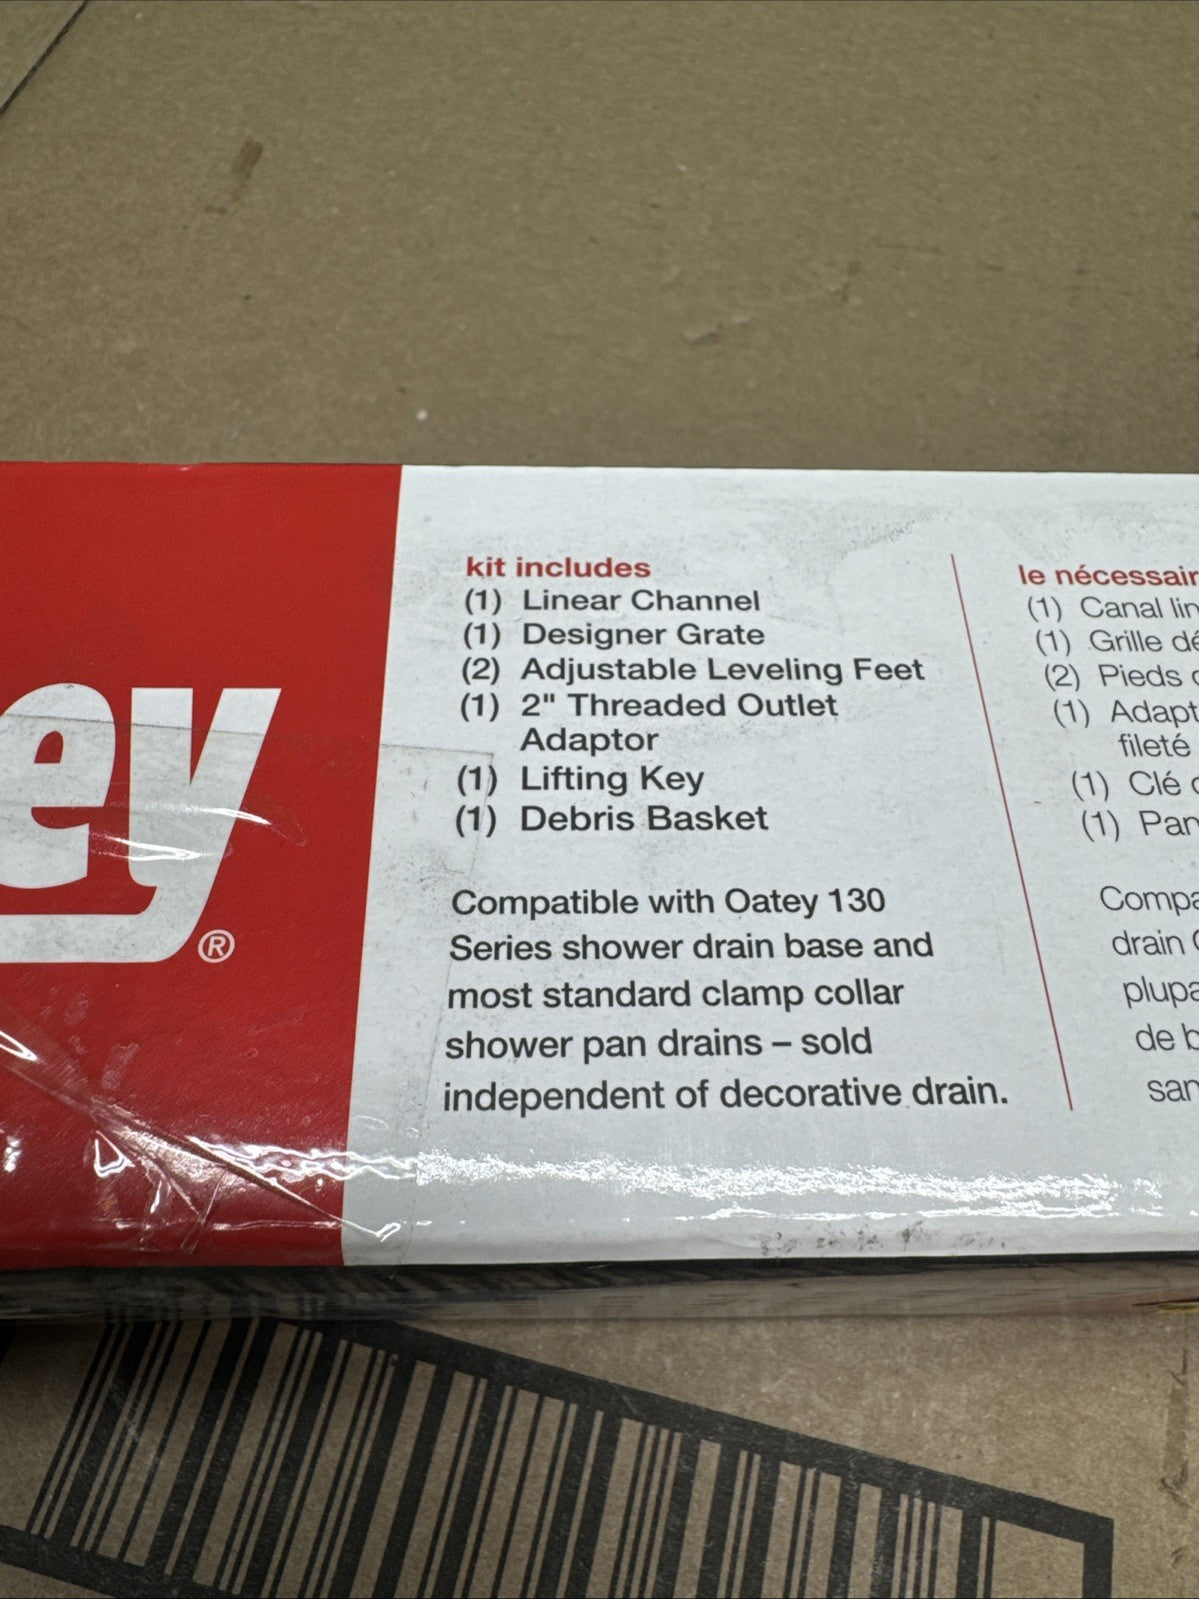 ey®
kit includes
(1) Linear Channel
(1) Designer Grate
(2) Adjustable Leveling Feet
(1) 2" Threaded Outlet
Adaptor
(1) Lifting Key
(1) Debris Basket
Compatible with Oatey 130
Series shower drain base and
most standard clamp collar
shower pan drains – sold
independent of decorative drain.
le nécessair
(1) Canal lin
(1) Grille dé
(2) Pieds
(1) Adapt
fileté
(1) Clé
(1) Pan
Compa
drain
plupa
de b
san